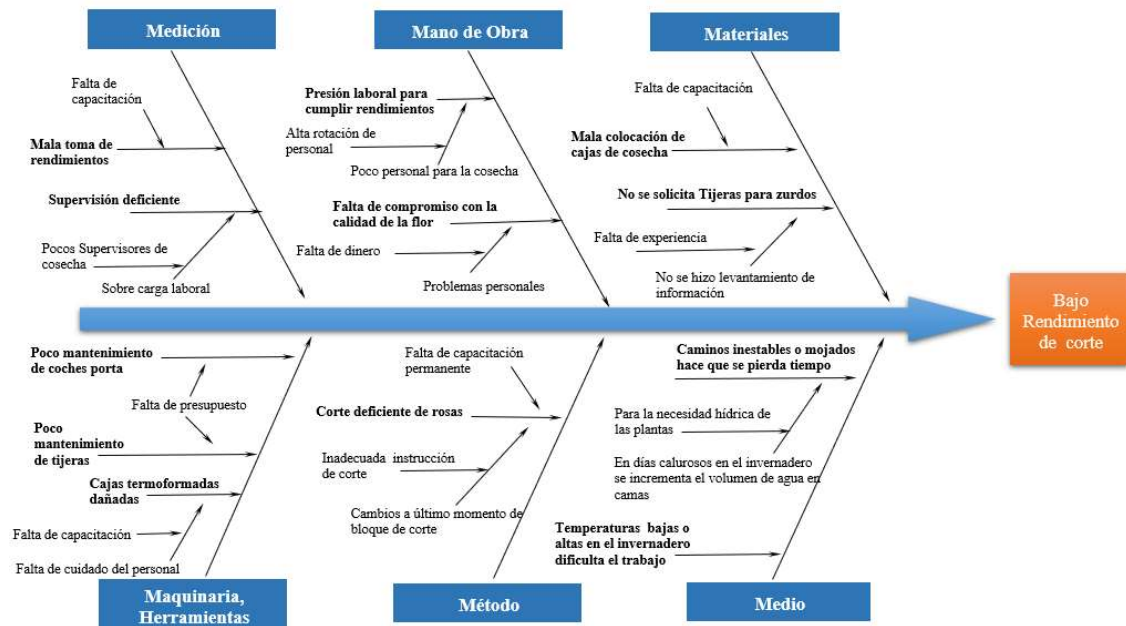 Medición
Mano de Obra
Materiales
Falta de
capacitación
Mala toma de
rendimientos
Supervisión deficiente
Pocos Supervisores de
cosecha
Sobre carga laboral
Presión laboral para
cumplir rendimientos
Alta rotación de
personal
Poco personal para la cosecha
Falta de compromiso con la
calidad de la flor
Falta de dinero
Problemas personales
Falta de capacitación
Mala colocación de
cajas de cosecha
No se solicita Tijeras para zurdos
Falta de experiencia
No se hizo levantamiento de
información
Bajo
Rendimiento
de corte
Poco mantenimiento
de coches porta
Falta de presupuesto
Poco
mantenimiento
de tijeras
Cajas termoformadas
dañadas
Falta de capacitación
Falta de cuidado del personal
Falta de capacitación
permanente
Corte deficiente de rosas
Inadecuada instrucción
de corte
Cambios a último momento de
bloque de corte
Caminos inestables o mojados
hace que se pierda tiempo
Para la necesidad hídrica de
las plantas
En días calurosos en el invernadero
se incrementa el volumen de agua en
camas
Temperaturas bajas o
altas en el invernadero
dificulta el trabajo
Maquinaria,
Herramientas
Método
Medio